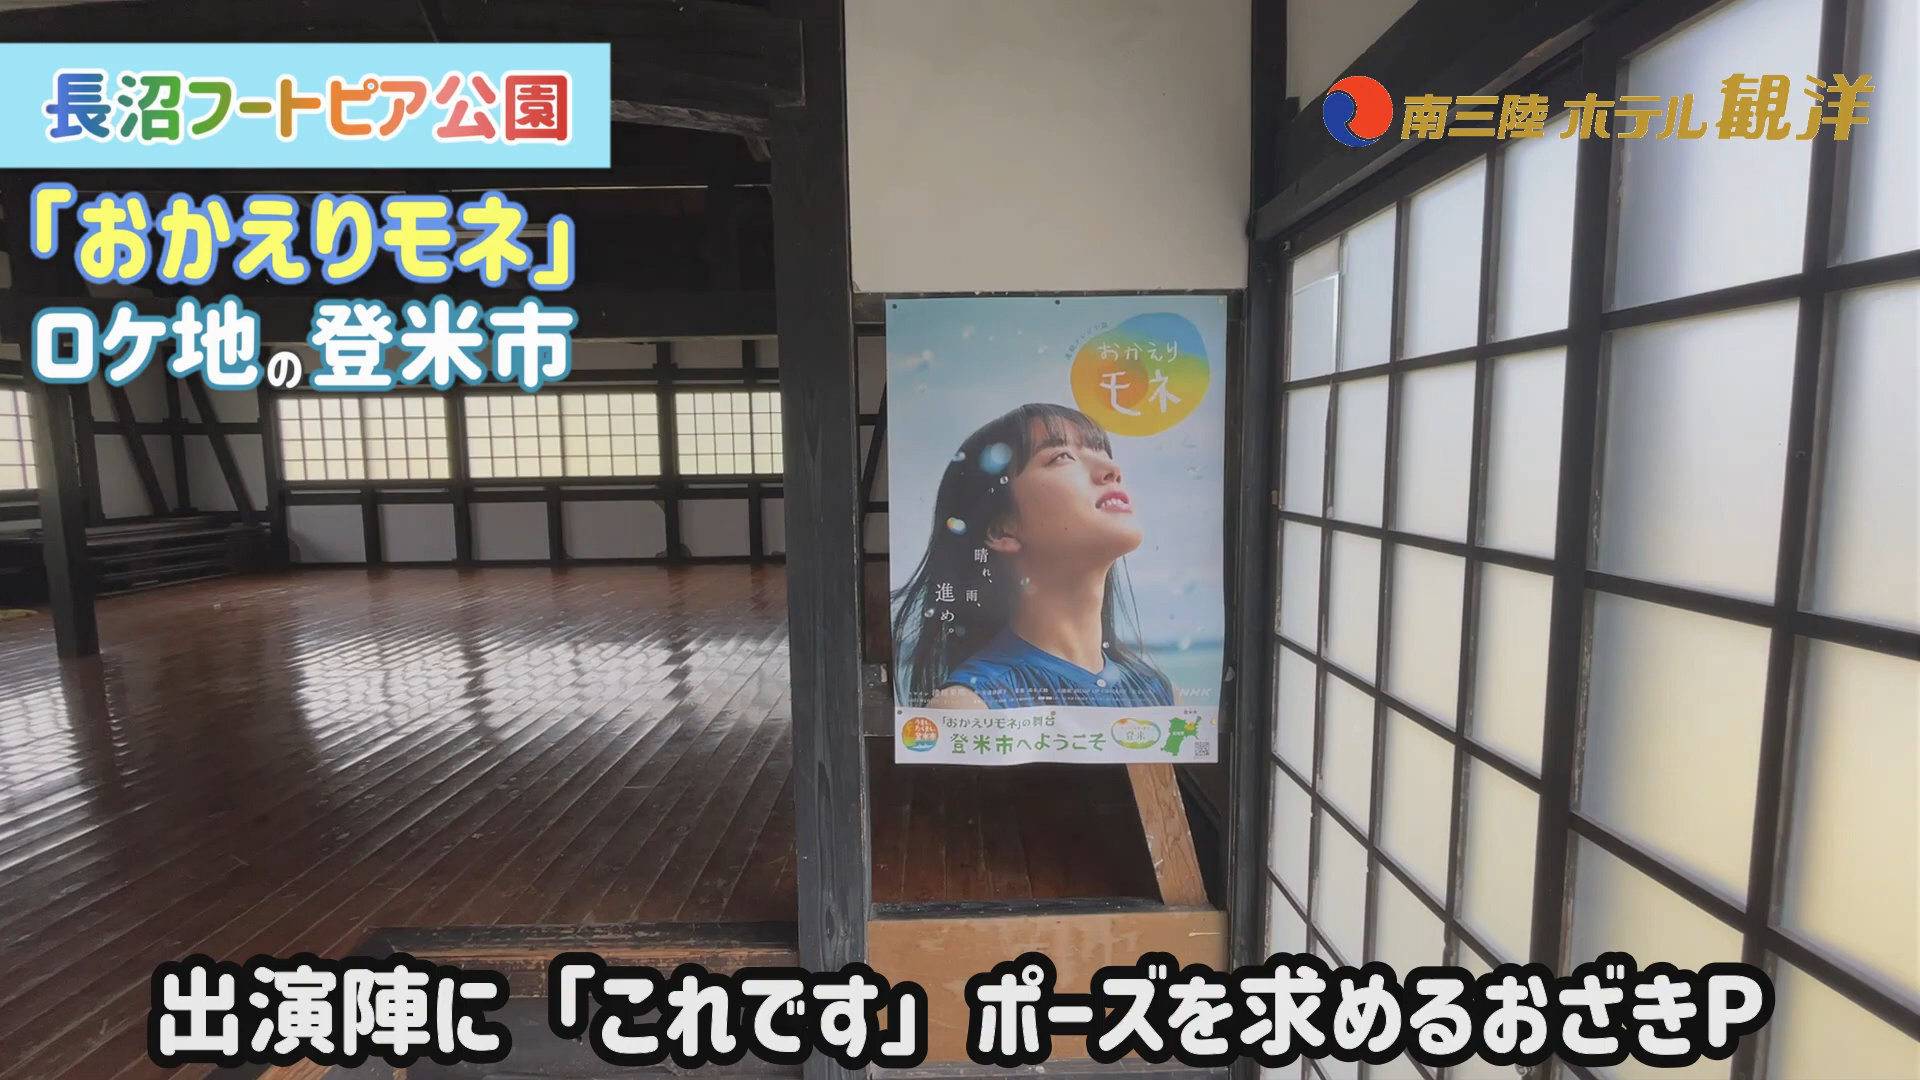 長沼フートピア公園
「おかえりモネ」
ロケ地の登米市
南三陸 ホテル 観洋
おかえり
モネ
晴れ、
雨、
進め。
NHK
「おかえりモネ」の舞台
登米市へようこそ
登米
出演陣に「これです」ポーズを求めるおざきP